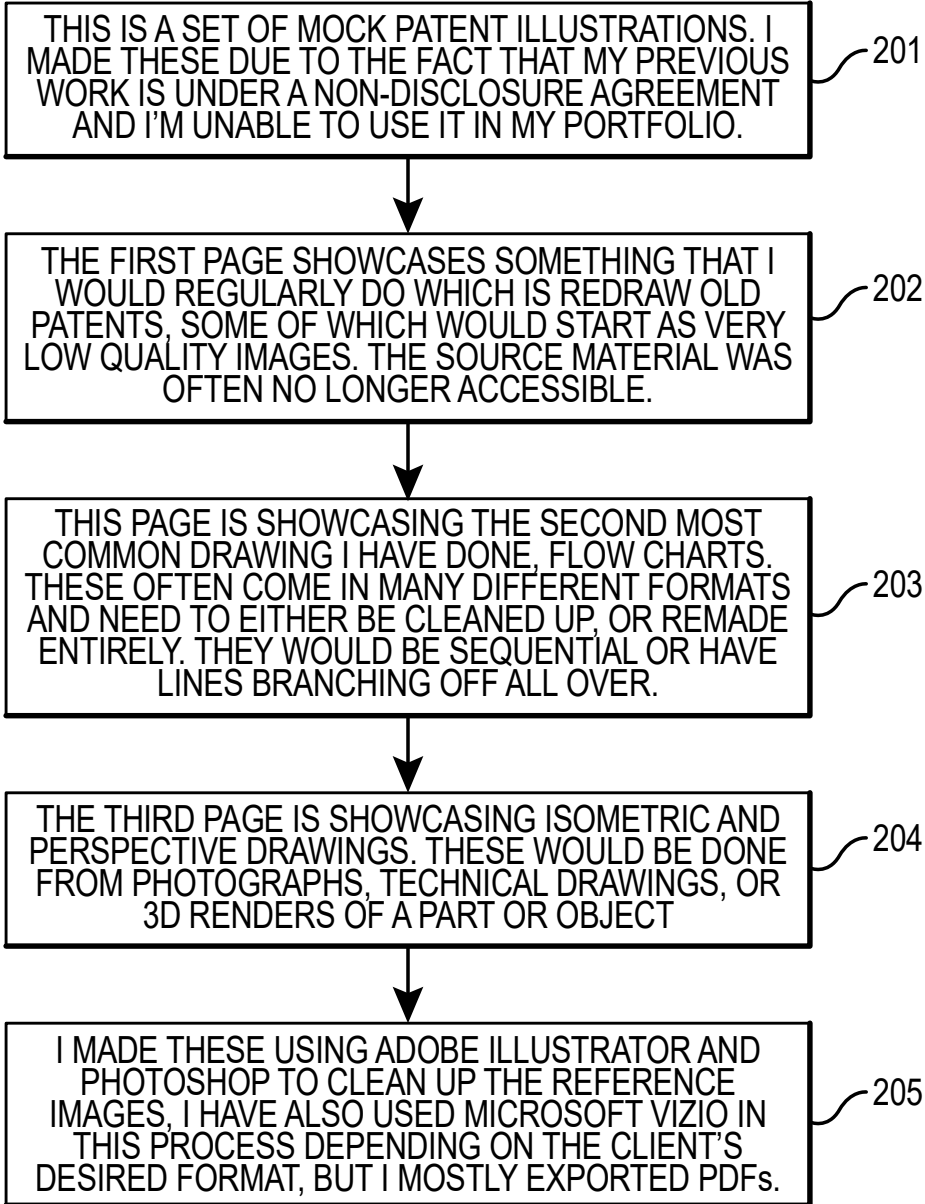 THIS IS A SET OF MOCK PATENT ILLUSTRATIONS. I
MADE THESE DUE TO THE FACT THAT MY PREVIOUS
WORK IS UNDER A NON-DISCLOSURE AGREEMENT
AND I'M UNABLE TO USE IT IN MY PORTFOLIO.
201
THE FIRST PAGE SHOWCASES SOMETHING THAT I
WOULD REGULARLY DO WHICH IS REDRAW OLD
PATENTS, SOME OF WHICH WOULD START AS VERY
LOW QUALITY IMAGES. THE SOURCE MATERIAL WAS
OFTEN NO LONGER ACCESSIBLE.
202
THIS PAGE IS SHOWCASING THE SECOND MOST
COMMON DRAWING I HAVE DONE, FLOW CHARTS.
THESE OFTEN COME IN MANY DIFFERENT FORMATS
AND NEED TO EITHER BE CLEANED UP, OR REMADE
ENTIRELY. THEY WOULD BE SEQUENTIAL OR HAVE
LINES BRANCHING OFF ALL OVER.
203
THE THIRD PAGE IS SHOWCASING ISOMETRIC AND
PERSPECTIVE DRAWINGS. THESE WOULD BE DONE
FROM PHOTOGRAPHS, TECHNICAL DRAWINGS, OR
3D RENDERS OF A PART OR OBJECT
204
I MADE THESE USING ADOBE ILLUSTRATOR AND
PHOTOSHOP TO CLEAN UP THE REFERENCE
IMAGES, I HAVE ALSO USED MICROSOFT VIZIO IN
THIS PROCESS DEPENDING ON THE CLIENT'S
DESIRED FORMAT, BUT I MOSTLY EXPORTED PDFs.
205